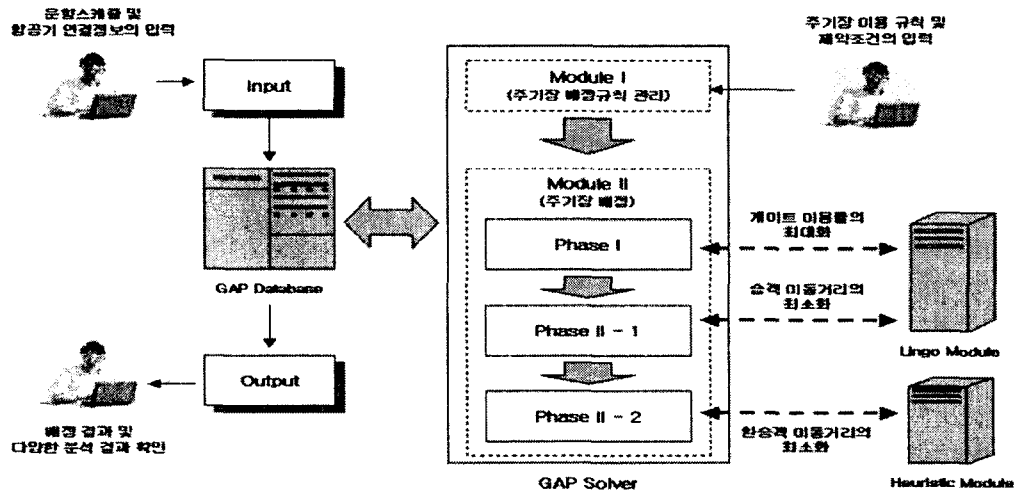 운항스케줄 및
항공기 연결정보의 입력
Input
GAP Database
Output
배정 결과 및
다양한 분석 결과 확인
주기장 이용 규칙 및
제약조건의 입력
Module I
(주기장 배정규칙 관리)
Module II
(주기장 배정)
Phase I
Phase II - 1
Phase II - 2
GAP Solver
게이트 이용률의
최대화
승객 이동거리의
최소화
환승객 이동거리의
최소화
Lingo Module
Heuristic Module